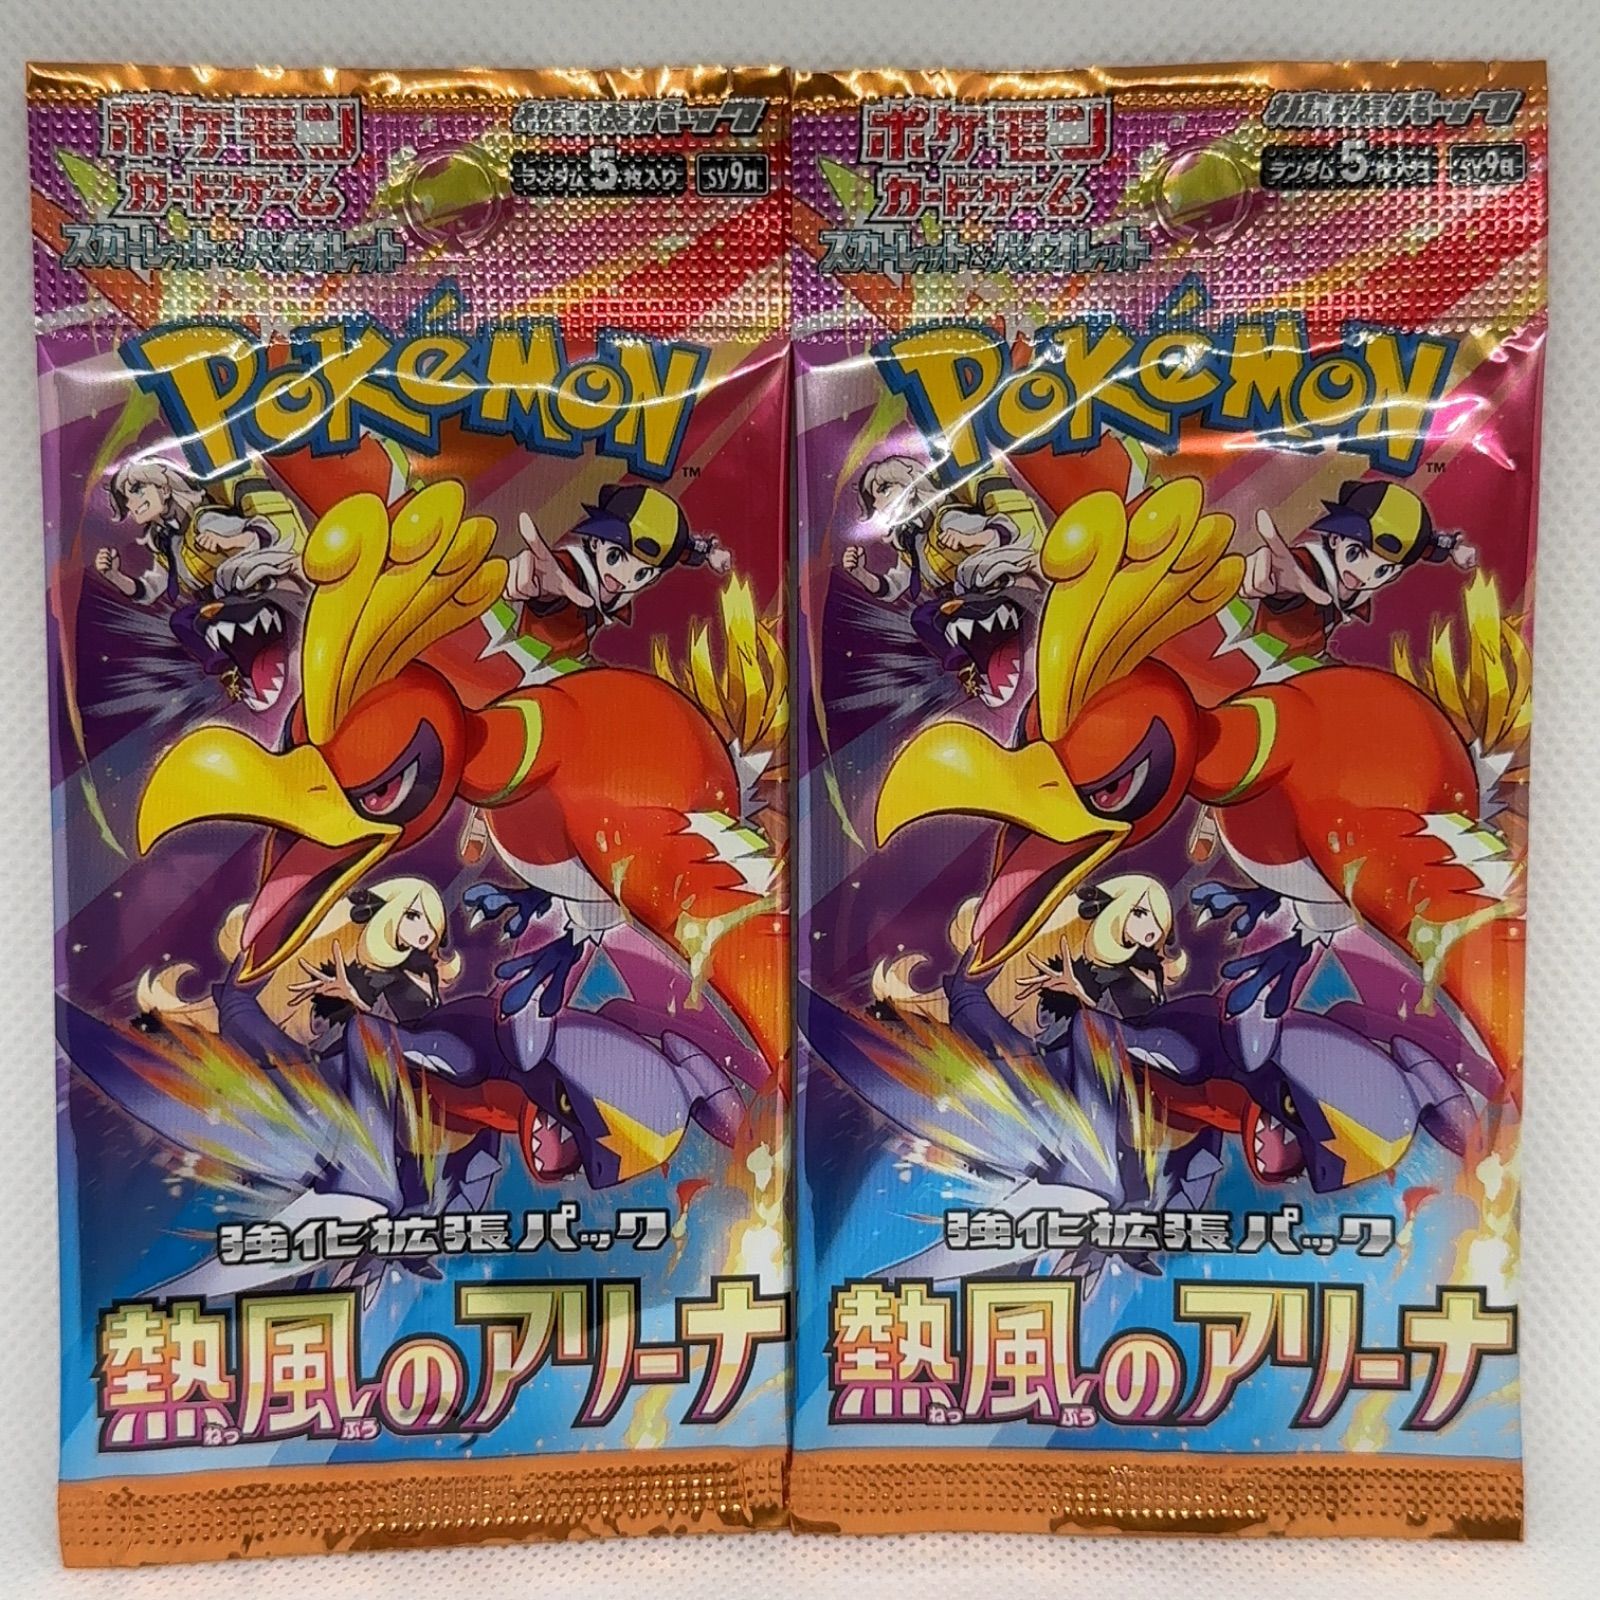 ポケモン
カードゲーム
スカーレット&バイオレット
拡張パック
ランダム5枚入り sv9a
POKéMON
TM
強化拡張パック
熱風のアリーナ
ねっ ぷう
ポケモン
カードゲーム
スカーレット&バイオレット
拡張パック
ランダム5枚入り sv9a
POKéMON
TM
強化拡張パック
熱風のアリーナ
ねっ ぷう